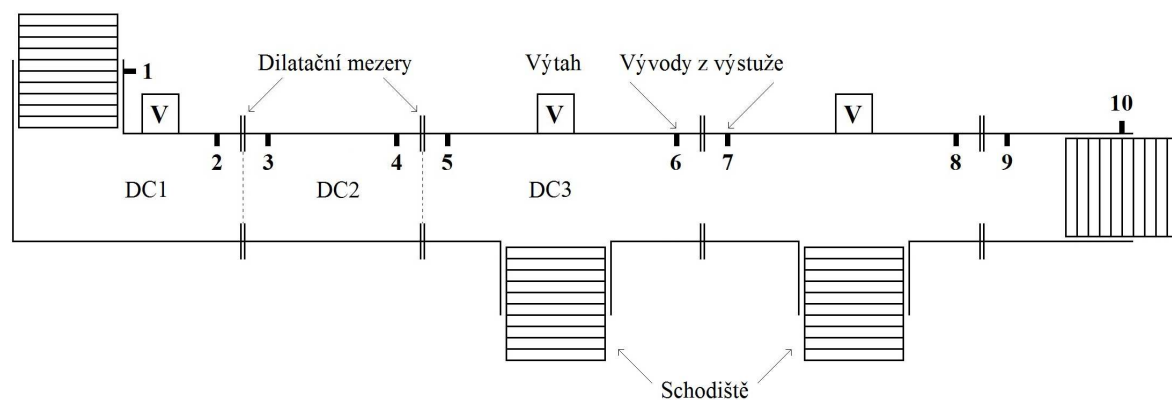 Dilatační mezery
Výtah
Vývody z výstuže
1
V
V
V
10
2
3
4
5
6
7
8
9
DC1
DC2
DC3
Schodiště